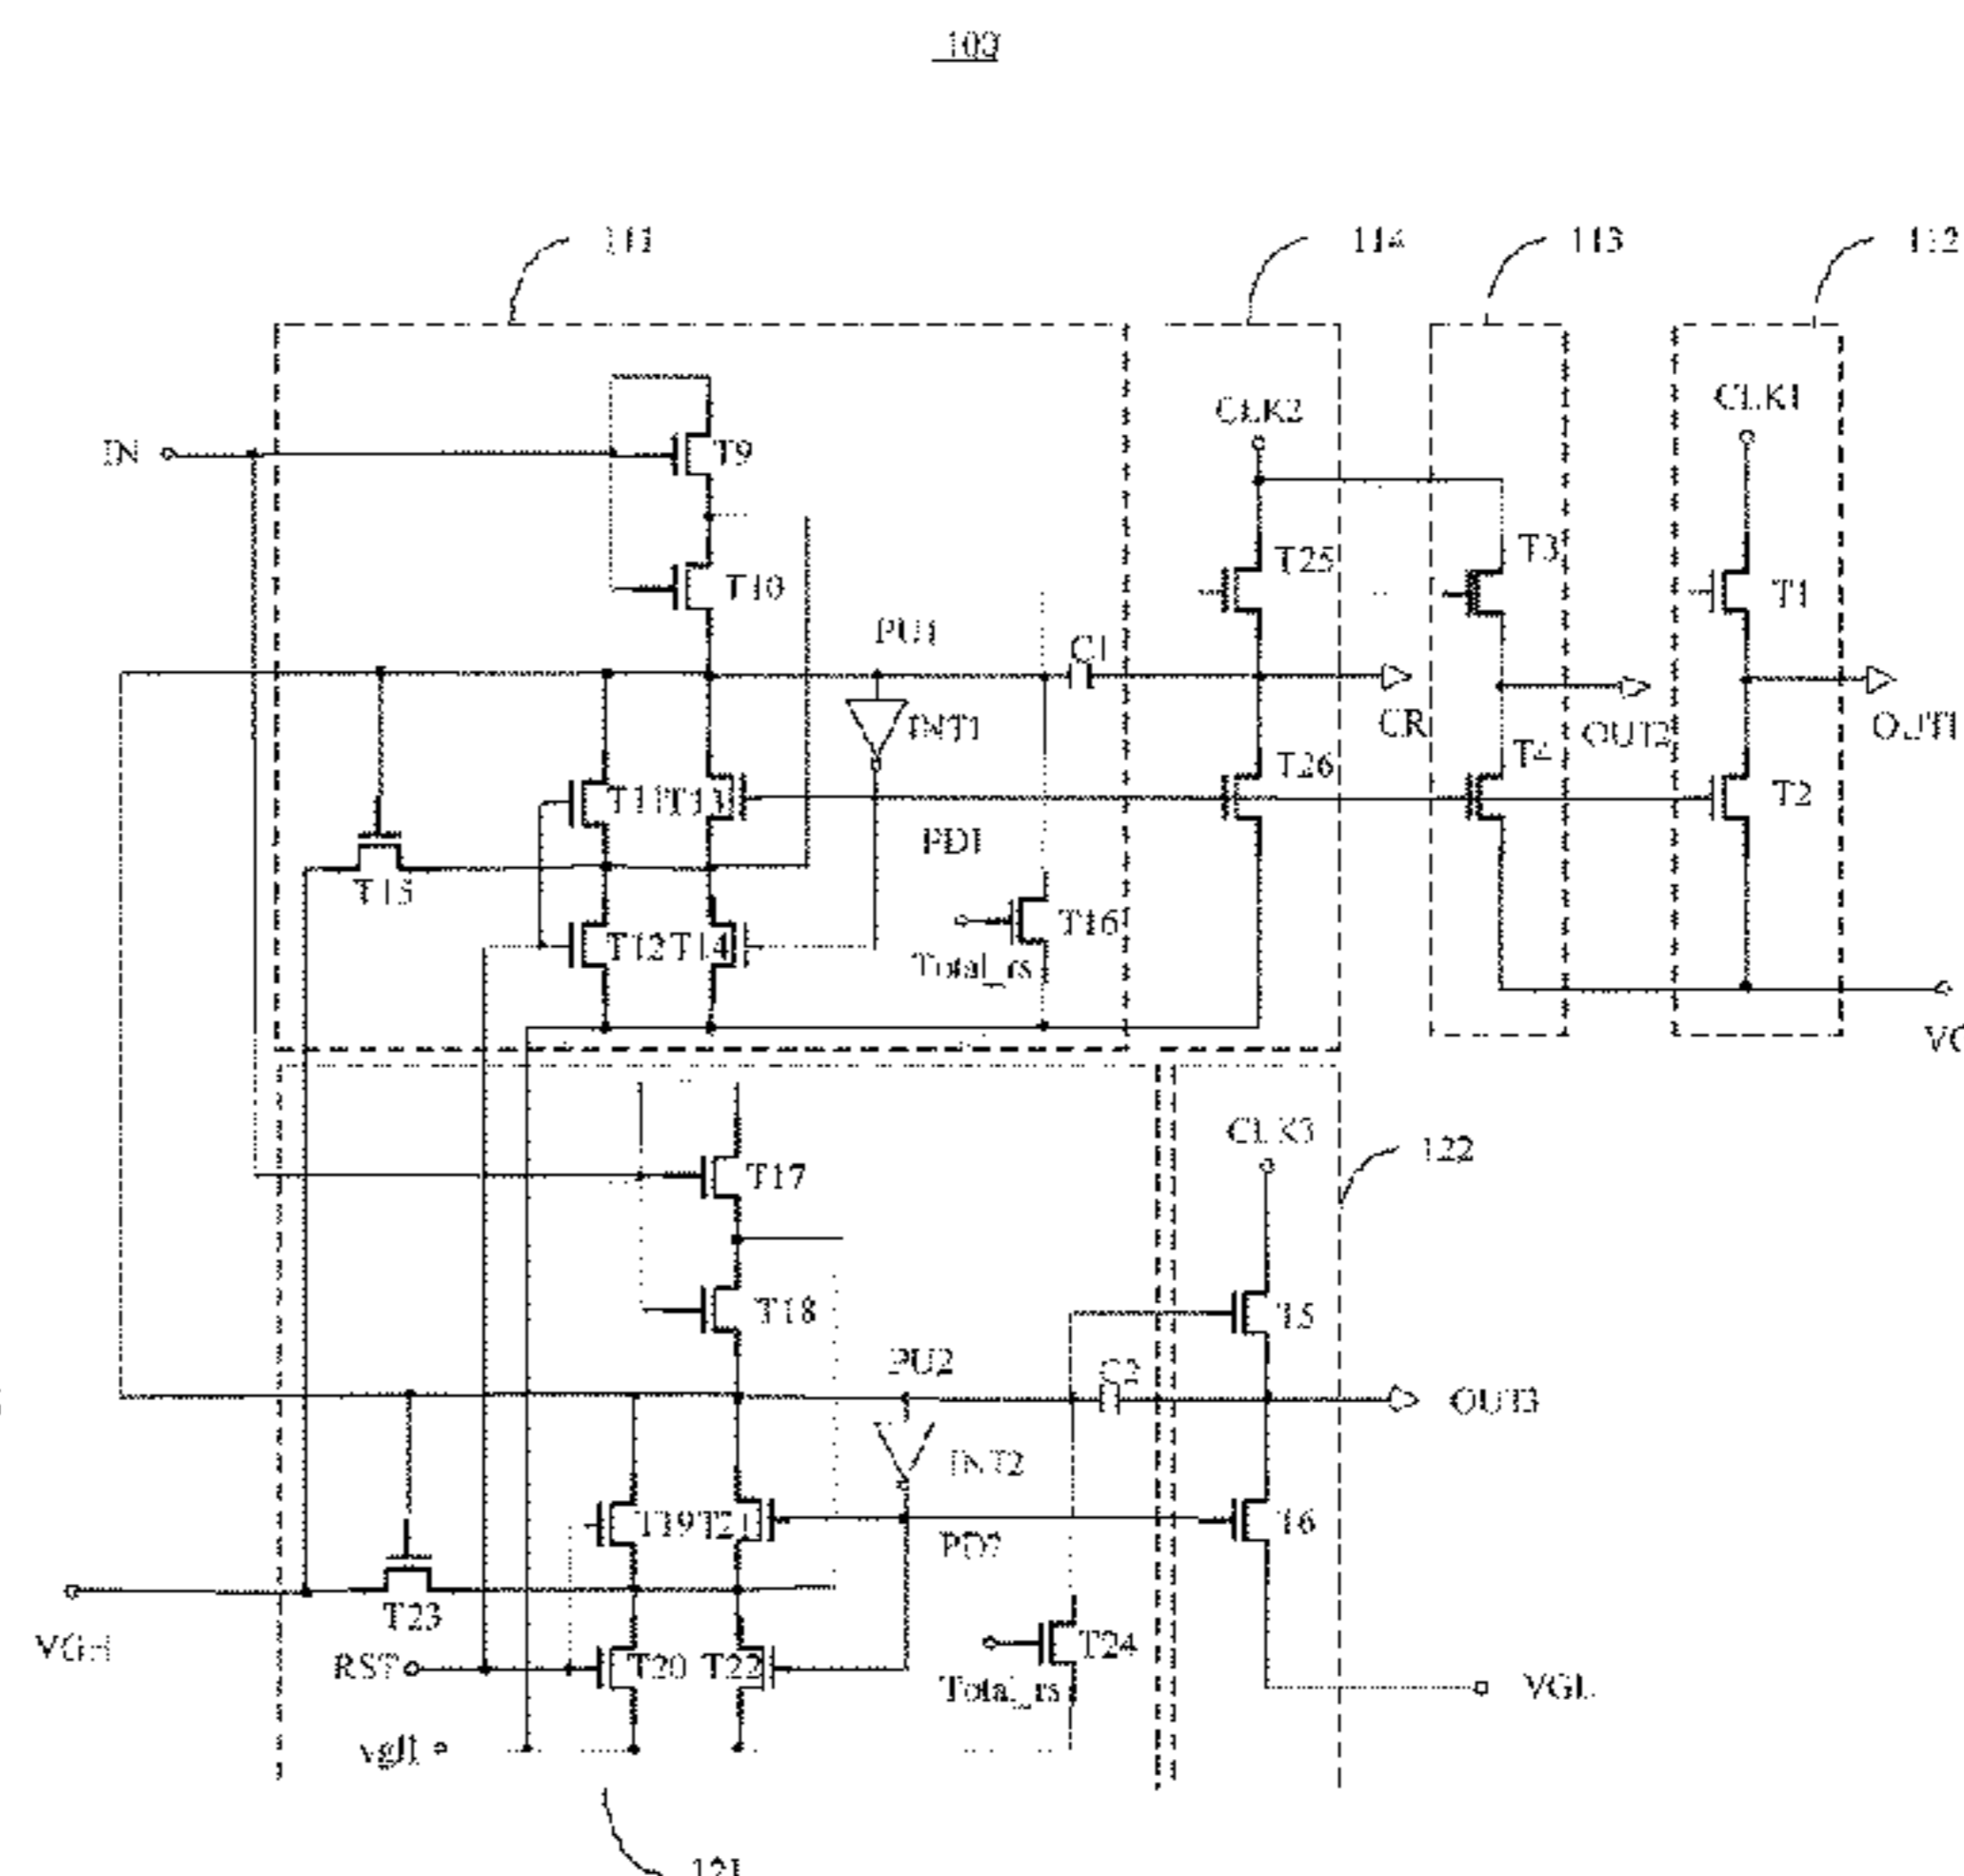 100
111
114
113
112
CLK2
CLK1
IN
T9
T3
T25
T10
T1
PU1
C1
INT1
CR
OUT2
OUT1
T26
T4
T11
T13
T2
PD1
T15
T16
T12
T14
Total_rs
CLK3
122
T17
T18
T5
PU2
C2
OUT3
INT2
T19
T21
T6
PD2
T23
T24
VGH
RST
T20
T22
Total_rs
VGL
vgl1
121